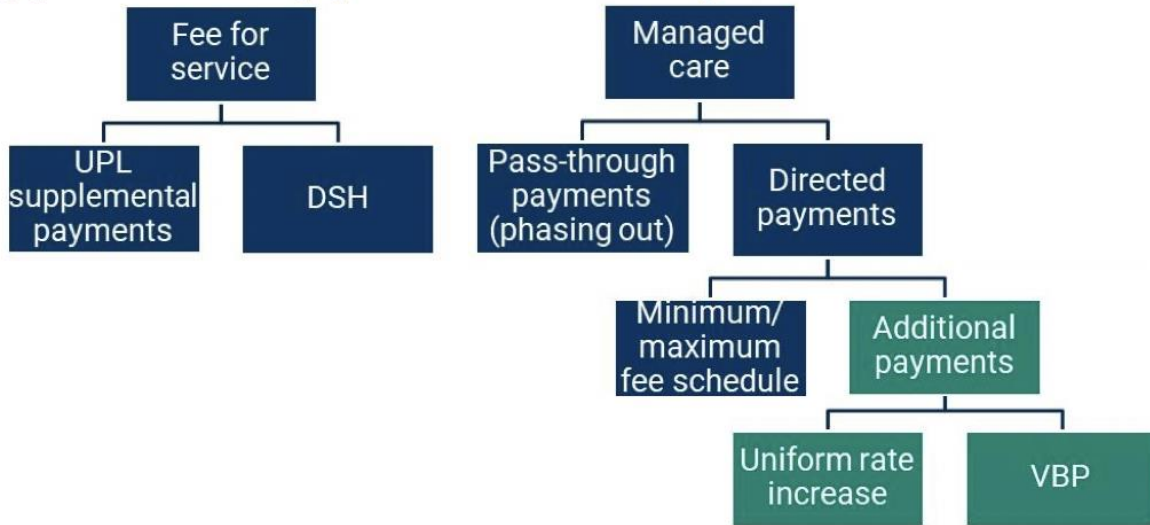 Fee for
service
Managed
care
UPL
supplemental
payments
DSH
Pass-through
payments
(phasing out)
Directed
payments
Minimum/
maximum
fee schedule
Additional
payments
Uniform rate
increase
VBP